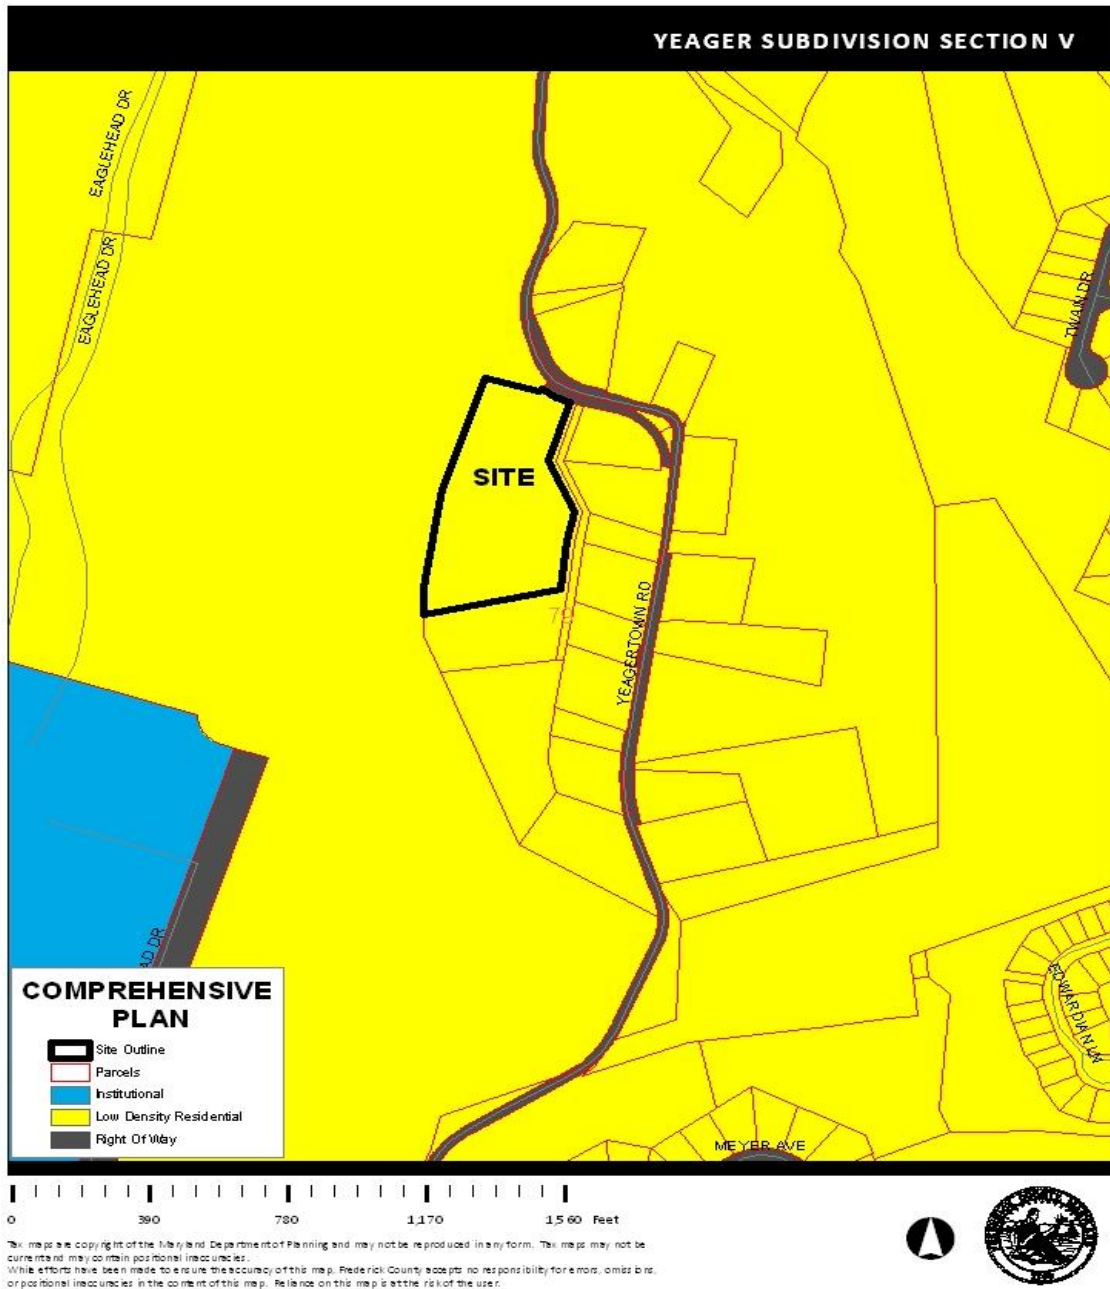 YEAGER SUBDIVISION SECTION V
EAGLEHEAD DR
EAGLEHEAD DR
TWAIN DR
SITE
79
YEAGERTOWN RD
AD DR
EDWARDIAN LN
MEYER AVE
COMPREHENSIVE
PLAN
Site Outline
Parcels
Institutional
Low Density Residential
Right Of Way
0 390 780 1,170 1,560 Feet
Tax maps are copyright of the Maryland Department of Planning and may not be reproduced in any form. Tax maps may not be
current and may contain positional inaccuracies.
While efforts have been made to ensure the accuracy of this map, Frederick County accepts no responsibility for errors, omissions,
or positional inaccuracies in the content of this map. Reliance on this map is at the risk of the user.